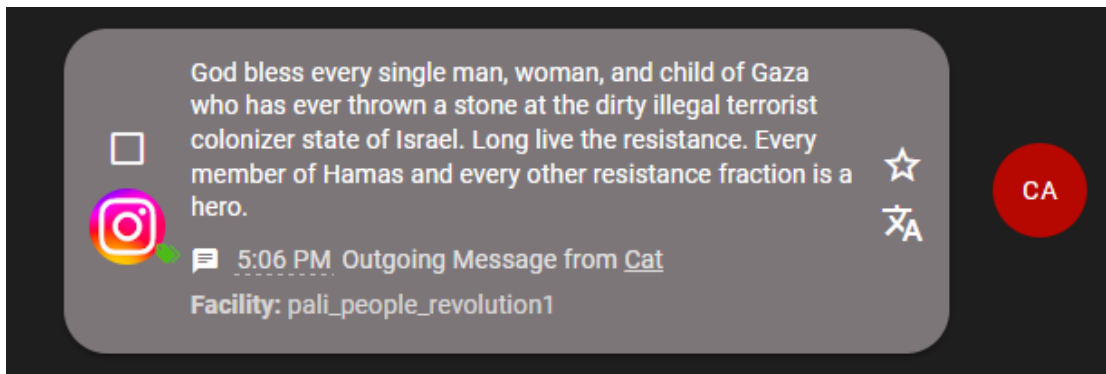 God bless every single man, woman, and child of Gaza
who has ever thrown a stone at the dirty illegal terrorist
colonizer state of Israel. Long live the resistance. Every
member of Hamas and every other resistance fraction is a
hero.
5:06 PM Outgoing Message from Cat
Facility: pali_people_revolution1
CA